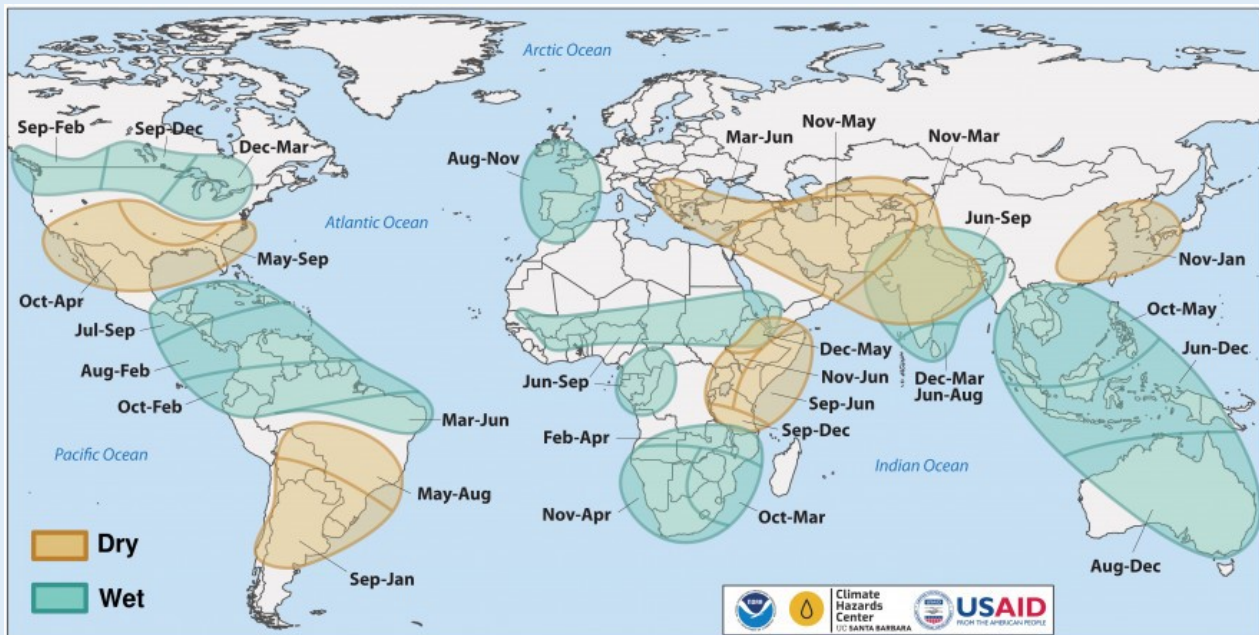 Arctic Ocean
Sep-Feb
Sep-Dec
Dec-Mar
Aug-Nov
Mar-Jun
Nov-May
Nov-Mar
Jun-Sep
Atlantic Ocean
May-Sep
Nov-Jan
Oct-Apr
Jul-Sep
Oct-May
Aug-Feb
Jun-Sep
Dec-May
Jun-Dec
Nov-Jun
Dec-Mar
Jun-Aug
Oct-Feb
Sep-Jun
Mar-Jun
Feb-Apr
Sep-Dec
Pacific Ocean
Indian Ocean
May-Aug
Nov-Apr
Oct-Mar
Dry
Sep-Jan
Aug-Dec
Wet
Climate
Hazards
Center
UC SANTA BARBARA
USAID
FROM THE AMERICAN PEOPLE